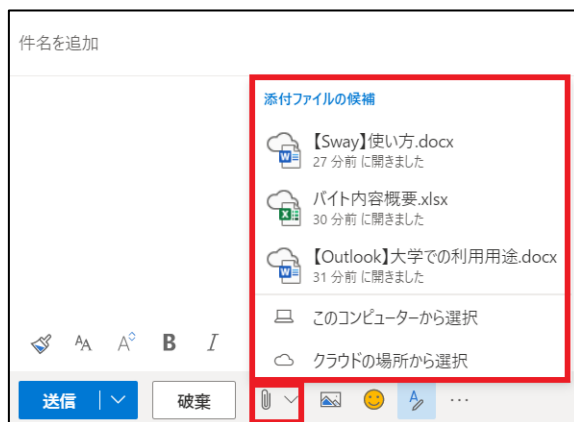 件名を追加
添付ファイルの候補
【Sway】使い方.docx
27 分前 に開きました
バイト内容概要.xlsx
30 分前 に開きました
【Outlook】大学での利用用途.docx
31 分前 に開きました
このコンピューターから選択
クラウドの場所から選択
B I
送信 破棄